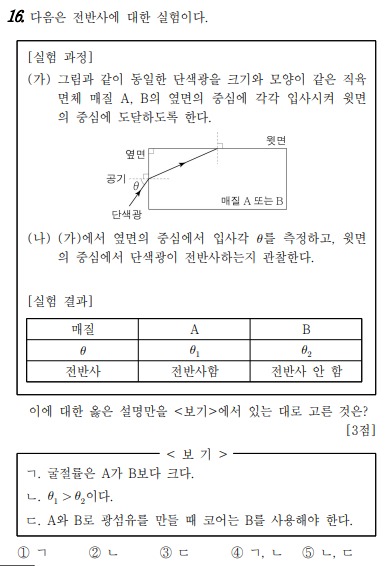 16. 다음은 전반사에 대한 실험이다.
[실험 과정]
(가) 그림과 같이 동일한 단색광을 크기와 모양이 같은 직육
면체 매질 A, B의 옆면의 중심에 각각 입사시켜 윗면
의 중심에 도달하도록 한다.
윗면
옆면
공기
θ
매질 A 또는 B
단색광
(나) (가)에서 옆면의 중심에서 입사각 θ를 측정하고, 윗면
의 중심에서 단색광이 전반사하는지 관찰한다.
[실험 결과]
매질 A B
θ θ₁ θ₂
전반사 전반사함 전반사 안 함
이에 대한 옳은 설명만을 <보기>에서 있는 대로 고른 것은?
[3점]
< 보 기 >
ㄱ. 굴절률은 A가 B보다 크다.
ㄴ. θ₁ > θ₂이다.
ㄷ. A와 B로 광섬유를 만들 때 코어는 B를 사용해야 한다.
① ㄱ ② ㄴ ③ ㄷ ④ ㄱ, ㄴ ⑤ ㄴ, ㄷ